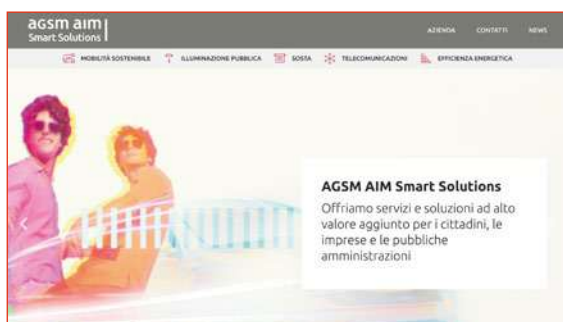 agsm aim
Smart Solutions
AZIENDA CONTATTI NEWS
MOBILITÀ SOSTENIBILE ILLUMINAZIONE PUBBLICA SOSTA TELECOMUNICAZIONI EFFICIENZA ENERGETICA
AGSM AIM Smart Solutions
Offriamo servizi e soluzioni ad alto
valore aggiunto per i cittadini, le
imprese e le pubbliche
amministrazioni